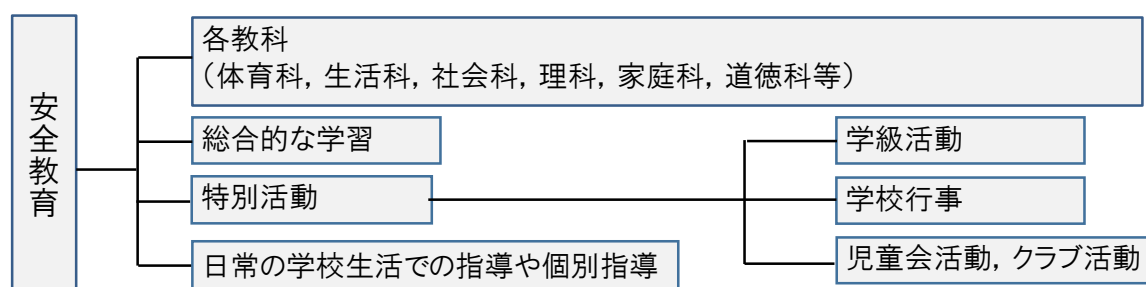 安全教育
各教科
（体育科，生活科，社会科，理科，家庭科，道徳科等）
総合的な学習
特別活動
日常の学校生活での指導や個別指導
学級活動
学校行事
児童会活動，クラブ活動